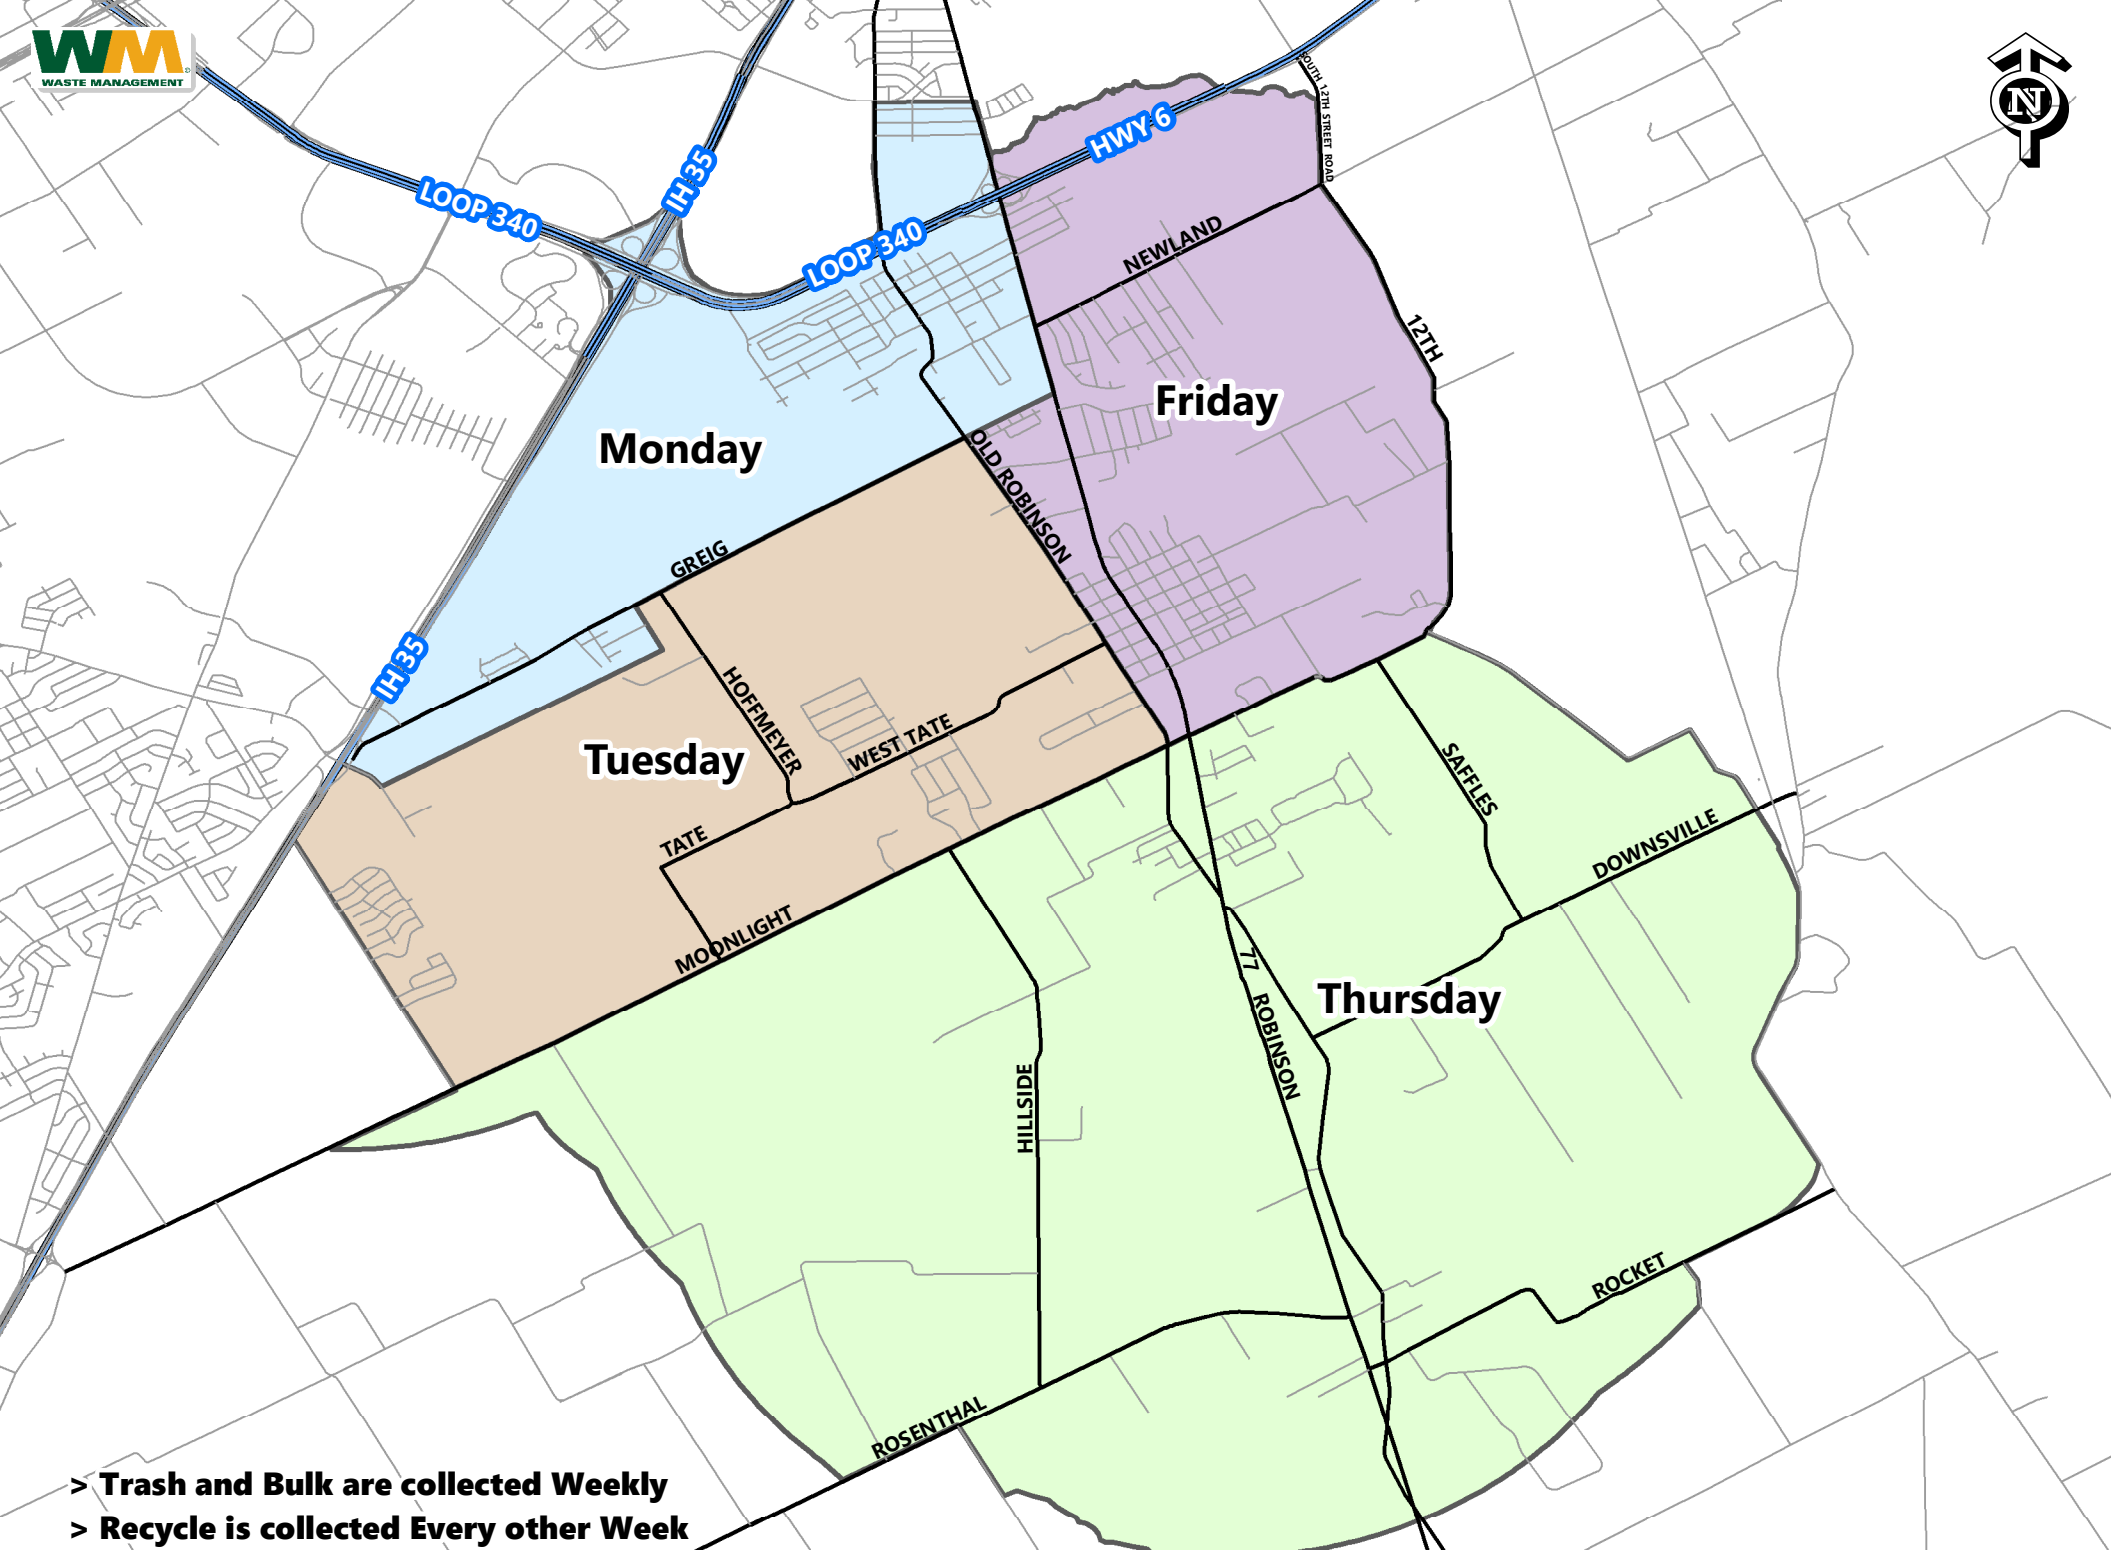 WM
WASTE MANAGEMENT
N
SOUTH 12TH STREET ROAD
HWY 6
IH 35
LOOP 340
LOOP 340
NEWLAND
12TH
Friday
Monday
OLD ROBINSON
GREIG
IH 35
HOFFMEYER
WEST TATE
Tuesday
SAFFLES
TATE
DOWNSVILLE
MOONLIGHT
77
ROBINSON
Thursday
HILLSIDE
ROCKET
ROSENTHAL
> Trash and Bulk are collected Weekly
> Recycle is collected Every other Week